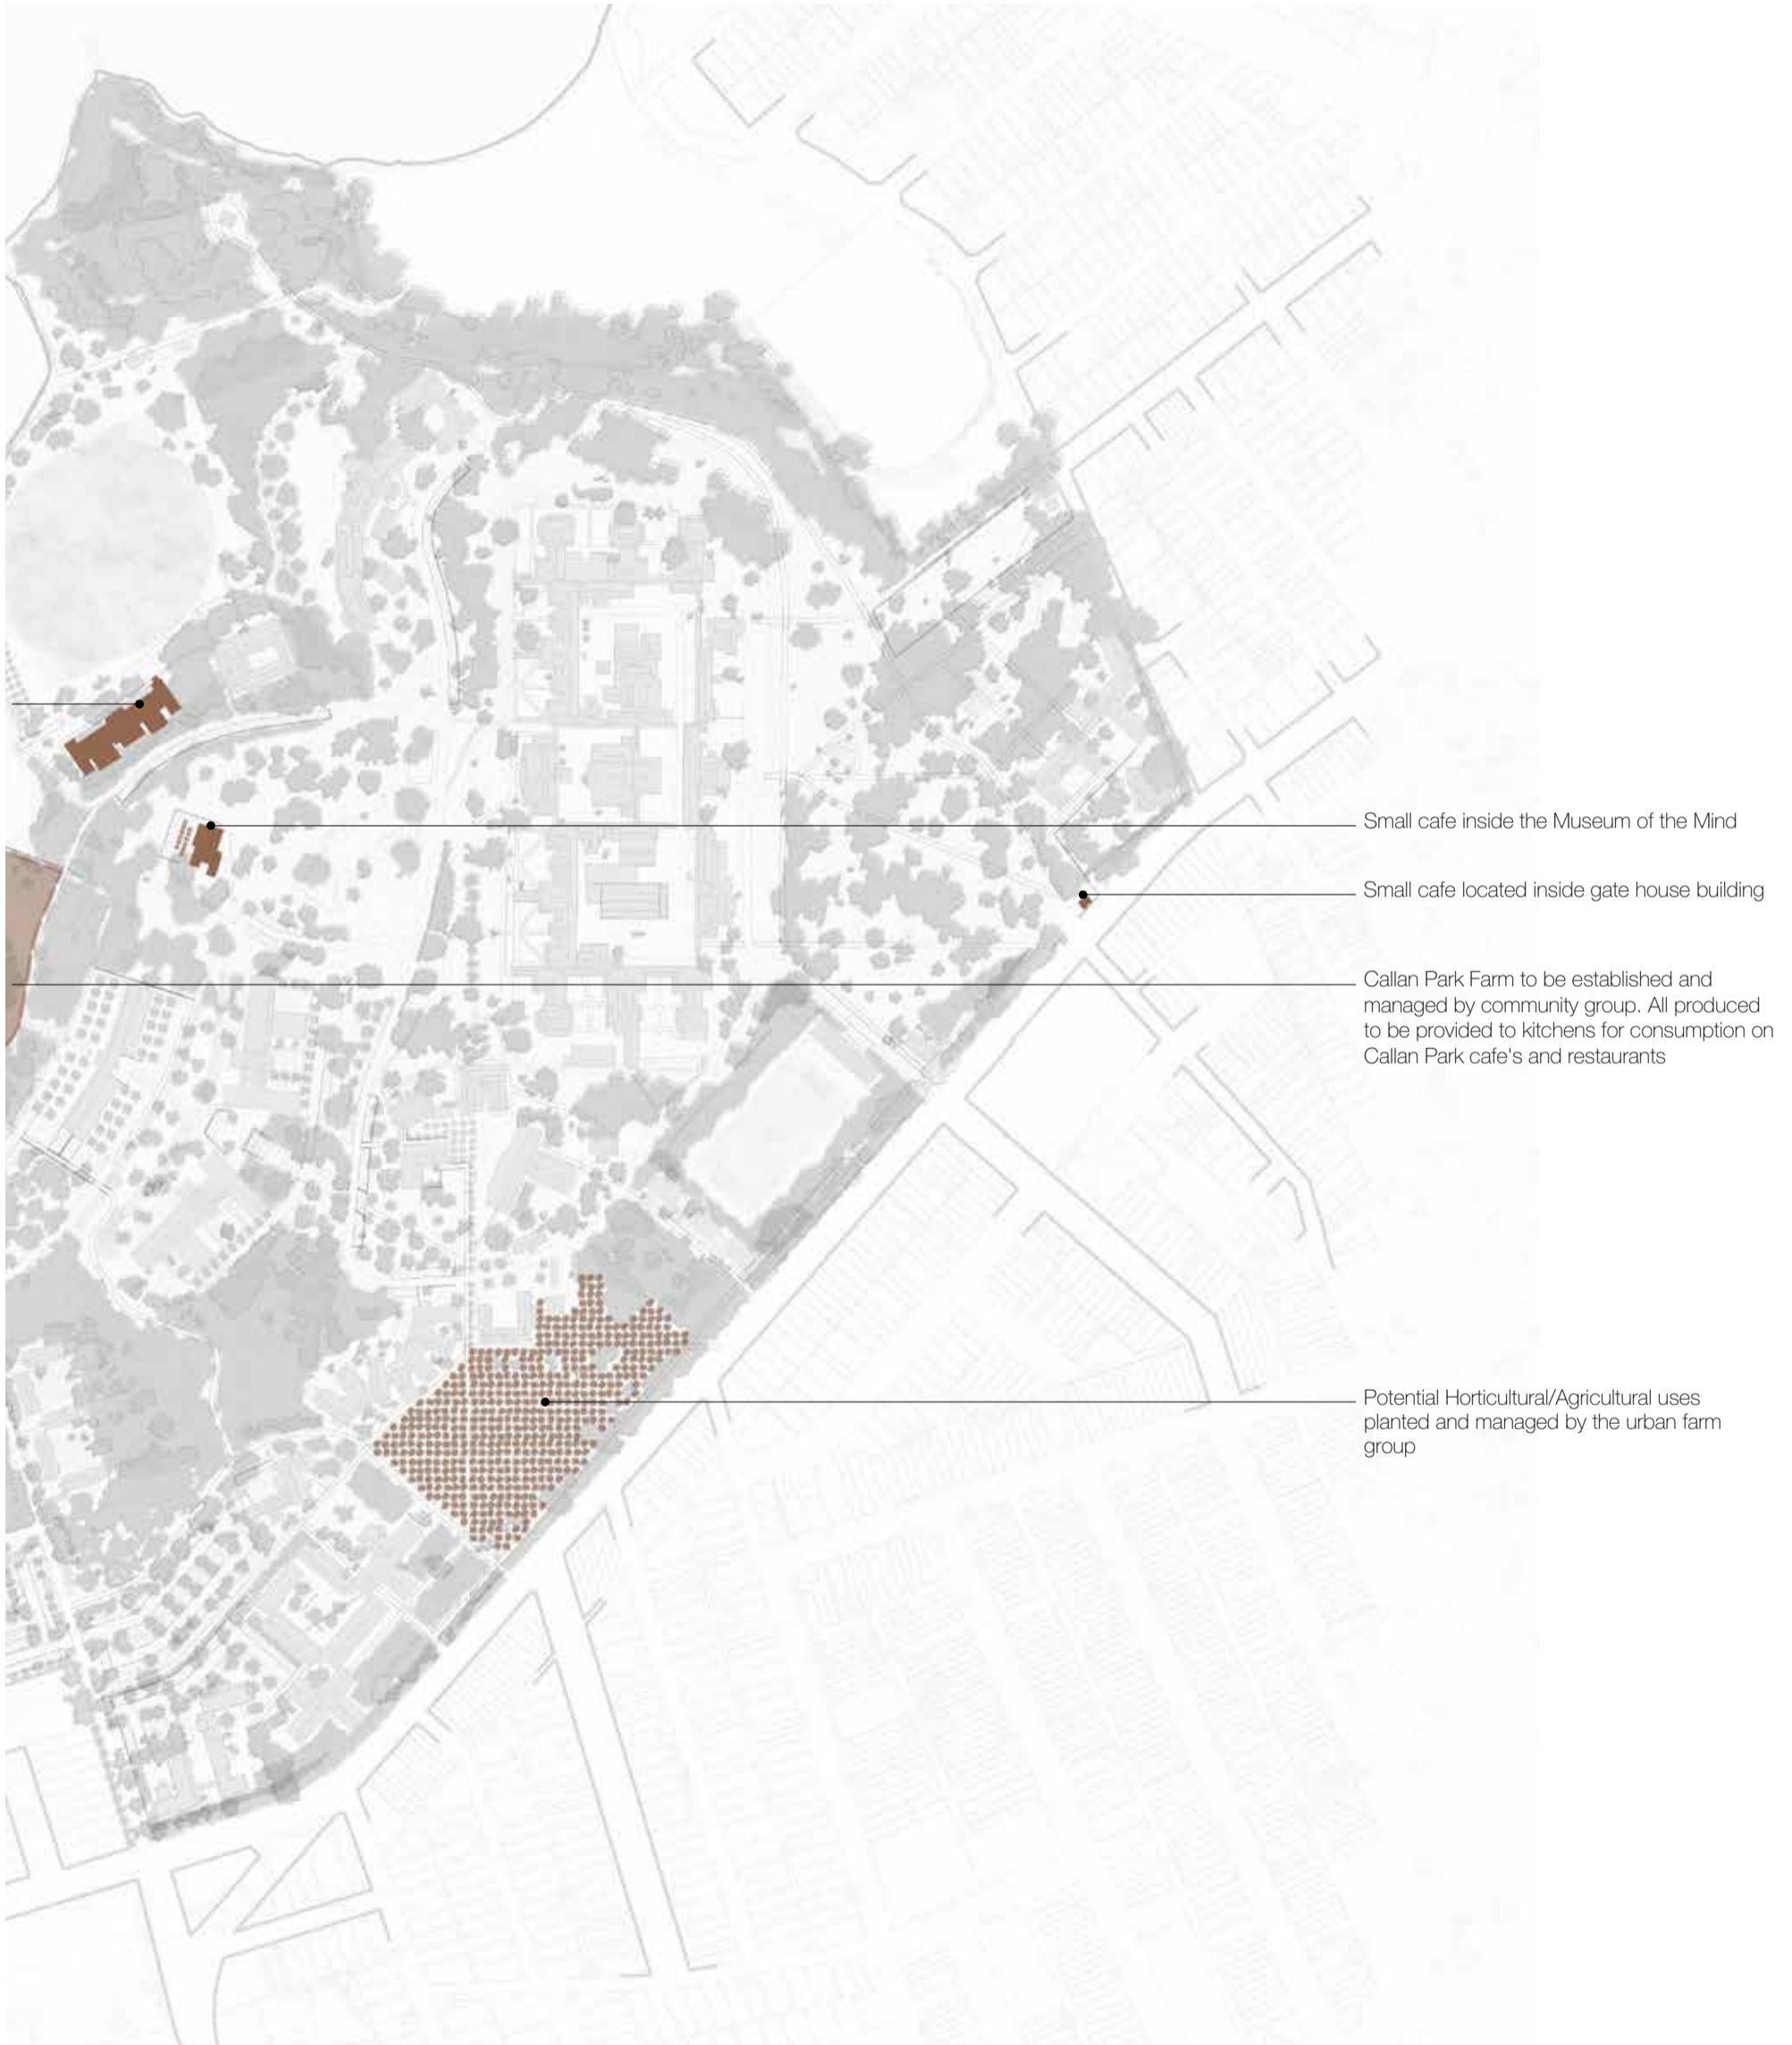 Small cafe inside the Museum of the Mind
Small cafe located inside gate house building
Callan Park Farm to be established and
managed by community group. All produced
to be provided to kitchens for consumption on
Callan Park cafe's and restaurants
Potential Horticultural/Agricultural uses
planted and managed by the urban farm
group